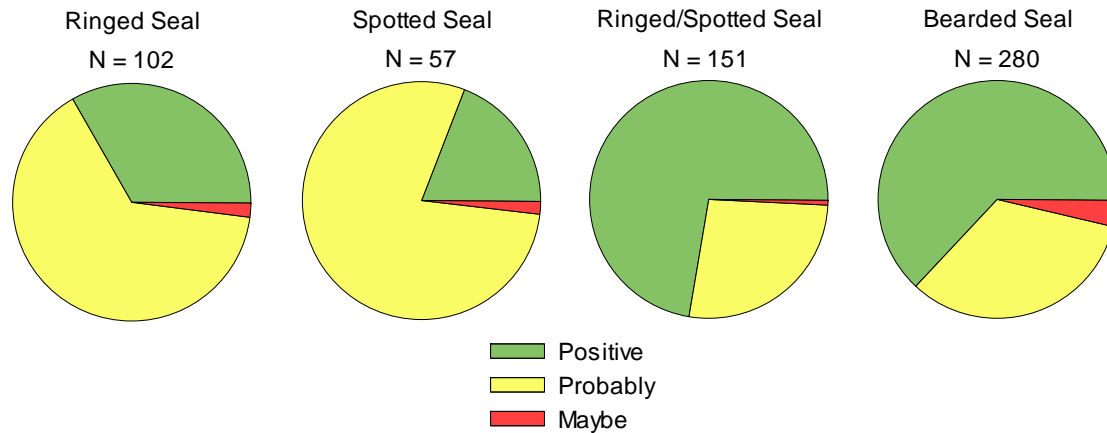 Ringed Seal
N = 102
Spotted Seal
N = 57
Ringed/Spotted Seal
N = 151
Bearded Seal
N = 280
Positive
Probably
Maybe